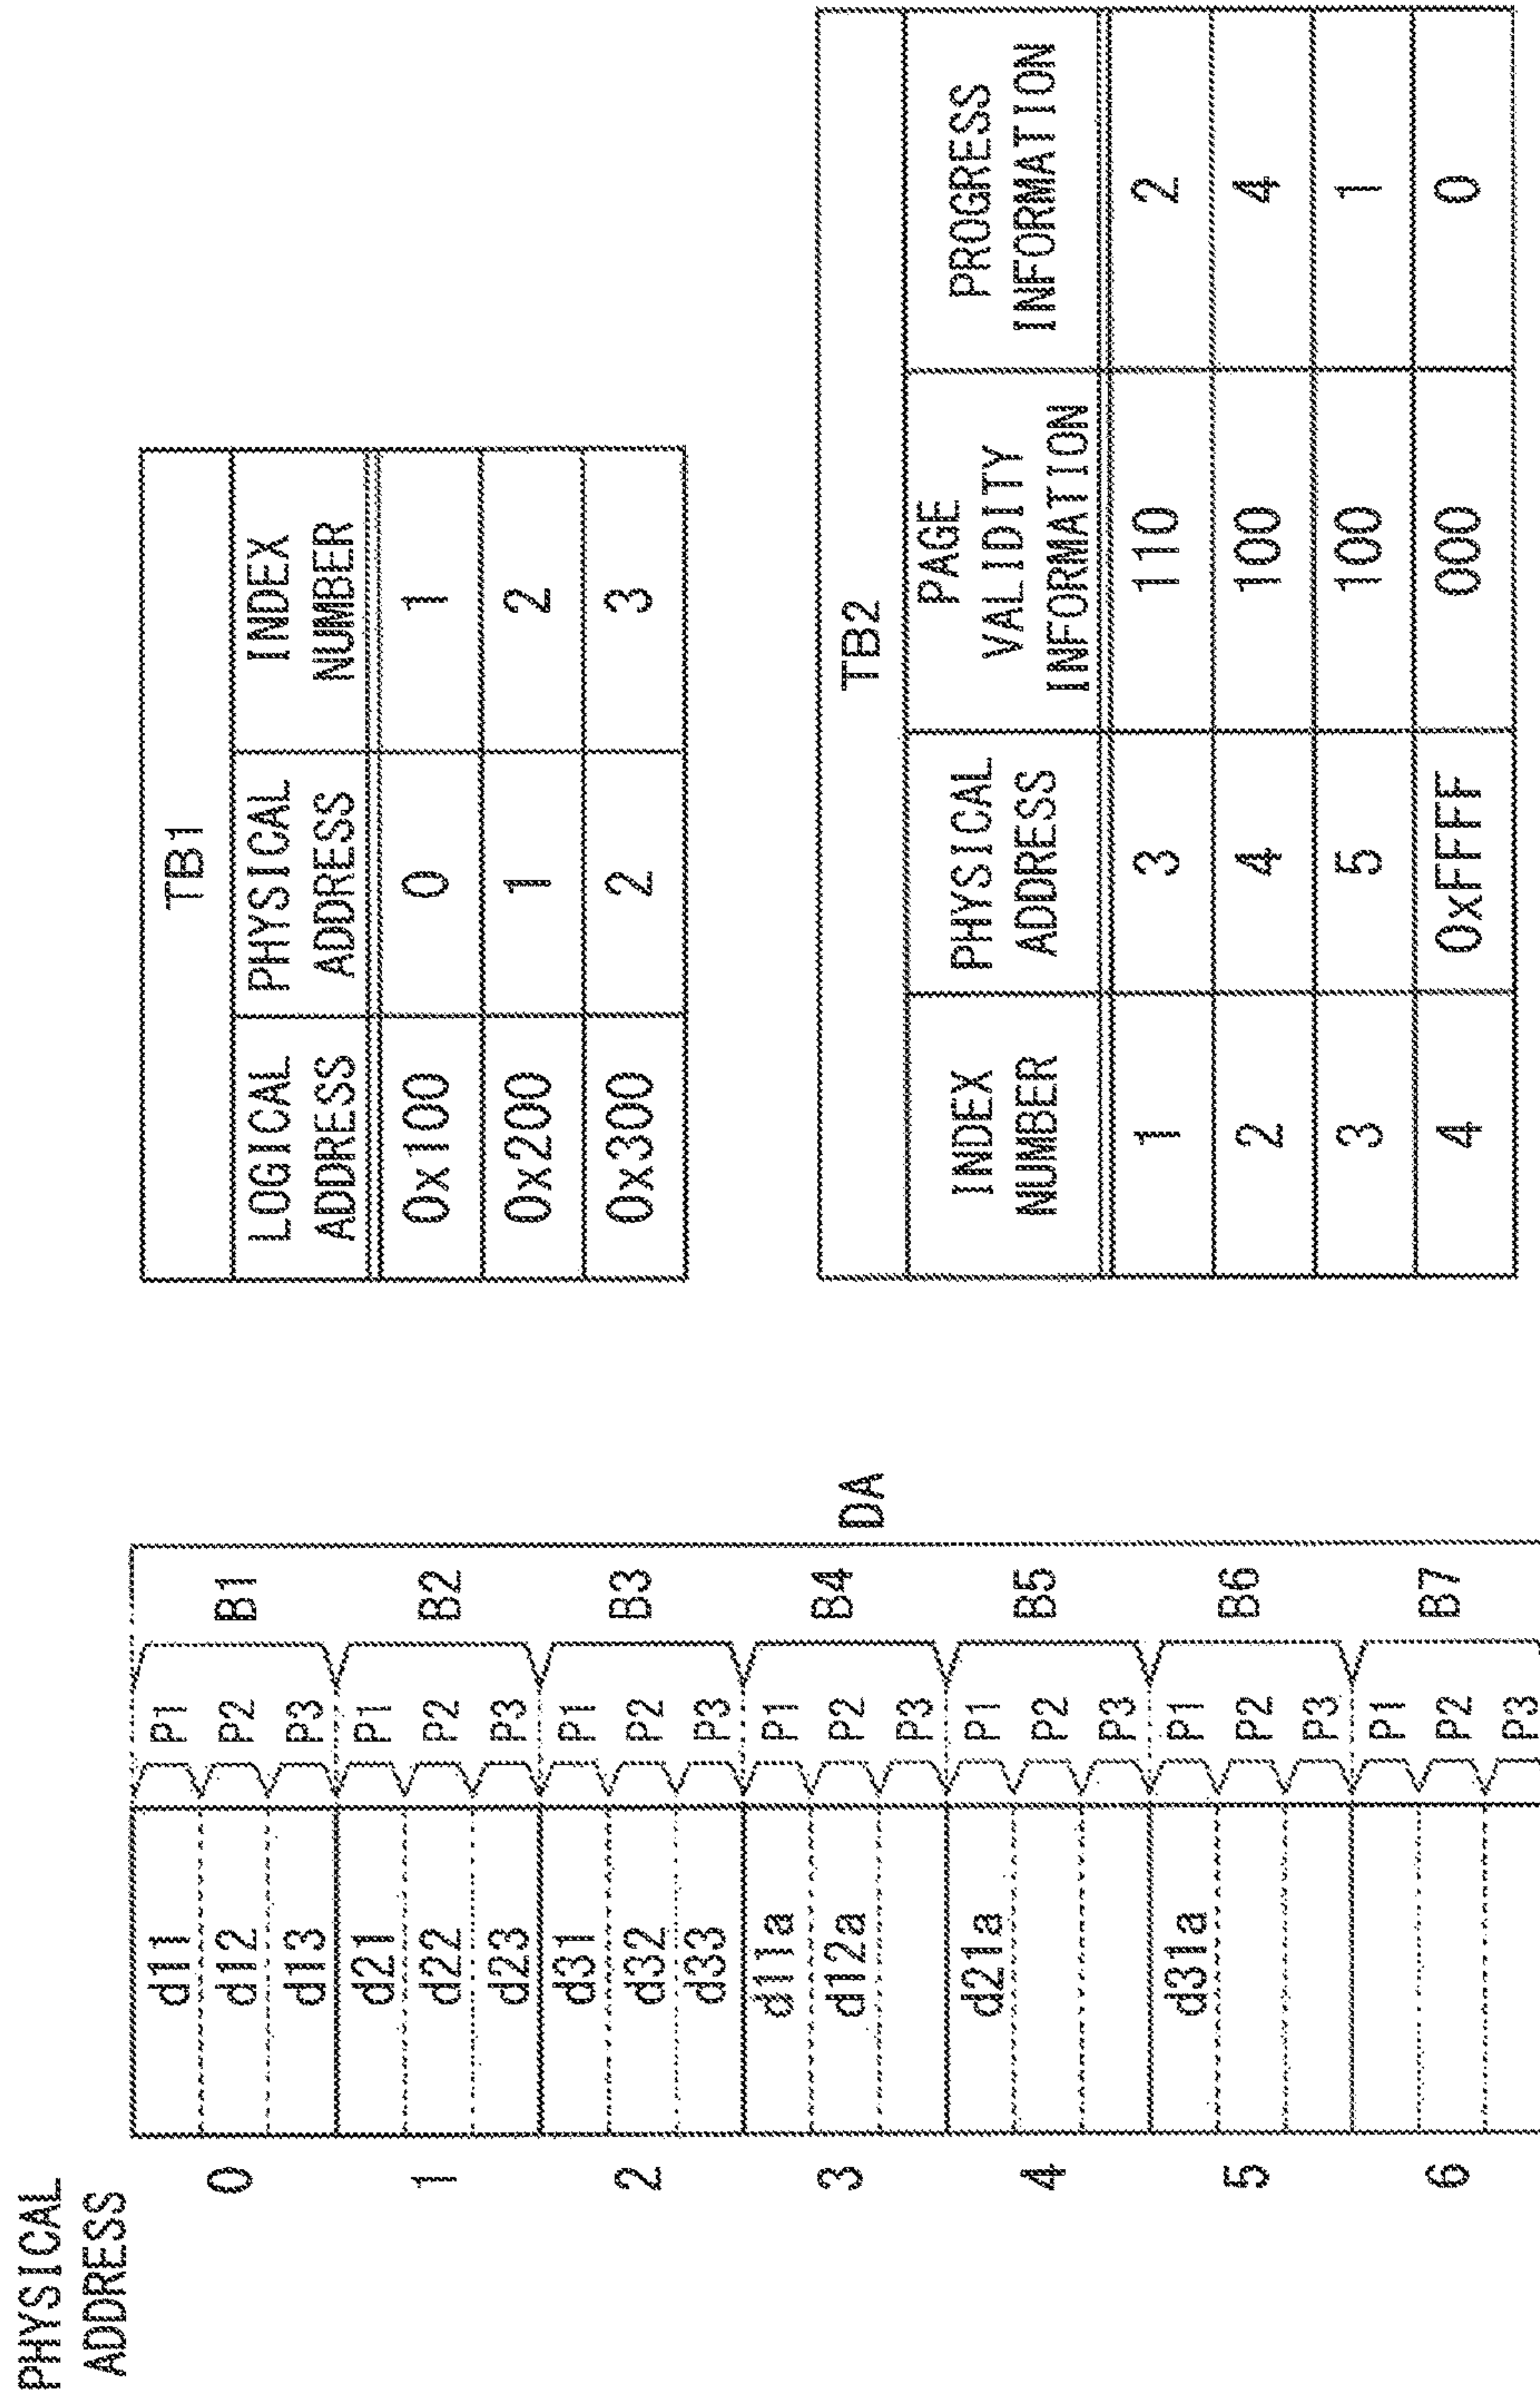 PHYSICAL
ADDRESS
0
1
2
3
4
5
6
d11
d12
d13
d21
d22
d23
d31
d32
d33
d11a
d12a
d21a
d31a
P1
P2
P3
P1
P2
P3
P1
P2
P3
P1
P2
P3
P1
P2
P3
P1
P2
P3
P1
P2
P3
B1
B2
B3
B4
B5
B6
B7
DA
TB1
LOGICAL
ADDRESS
PHYSICAL
ADDRESS
INDEX
NUMBER
0x100 0 1
0x200 1 2
0x300 2 3
TB2
INDEX
NUMBER
PHYSICAL
ADDRESS
PAGE
VALIDITY
INFORMATION
PROGRESS
INFORMATION
1 3 110 2
2 4 100 4
3 5 100 1
4 0xFFFF 000 0